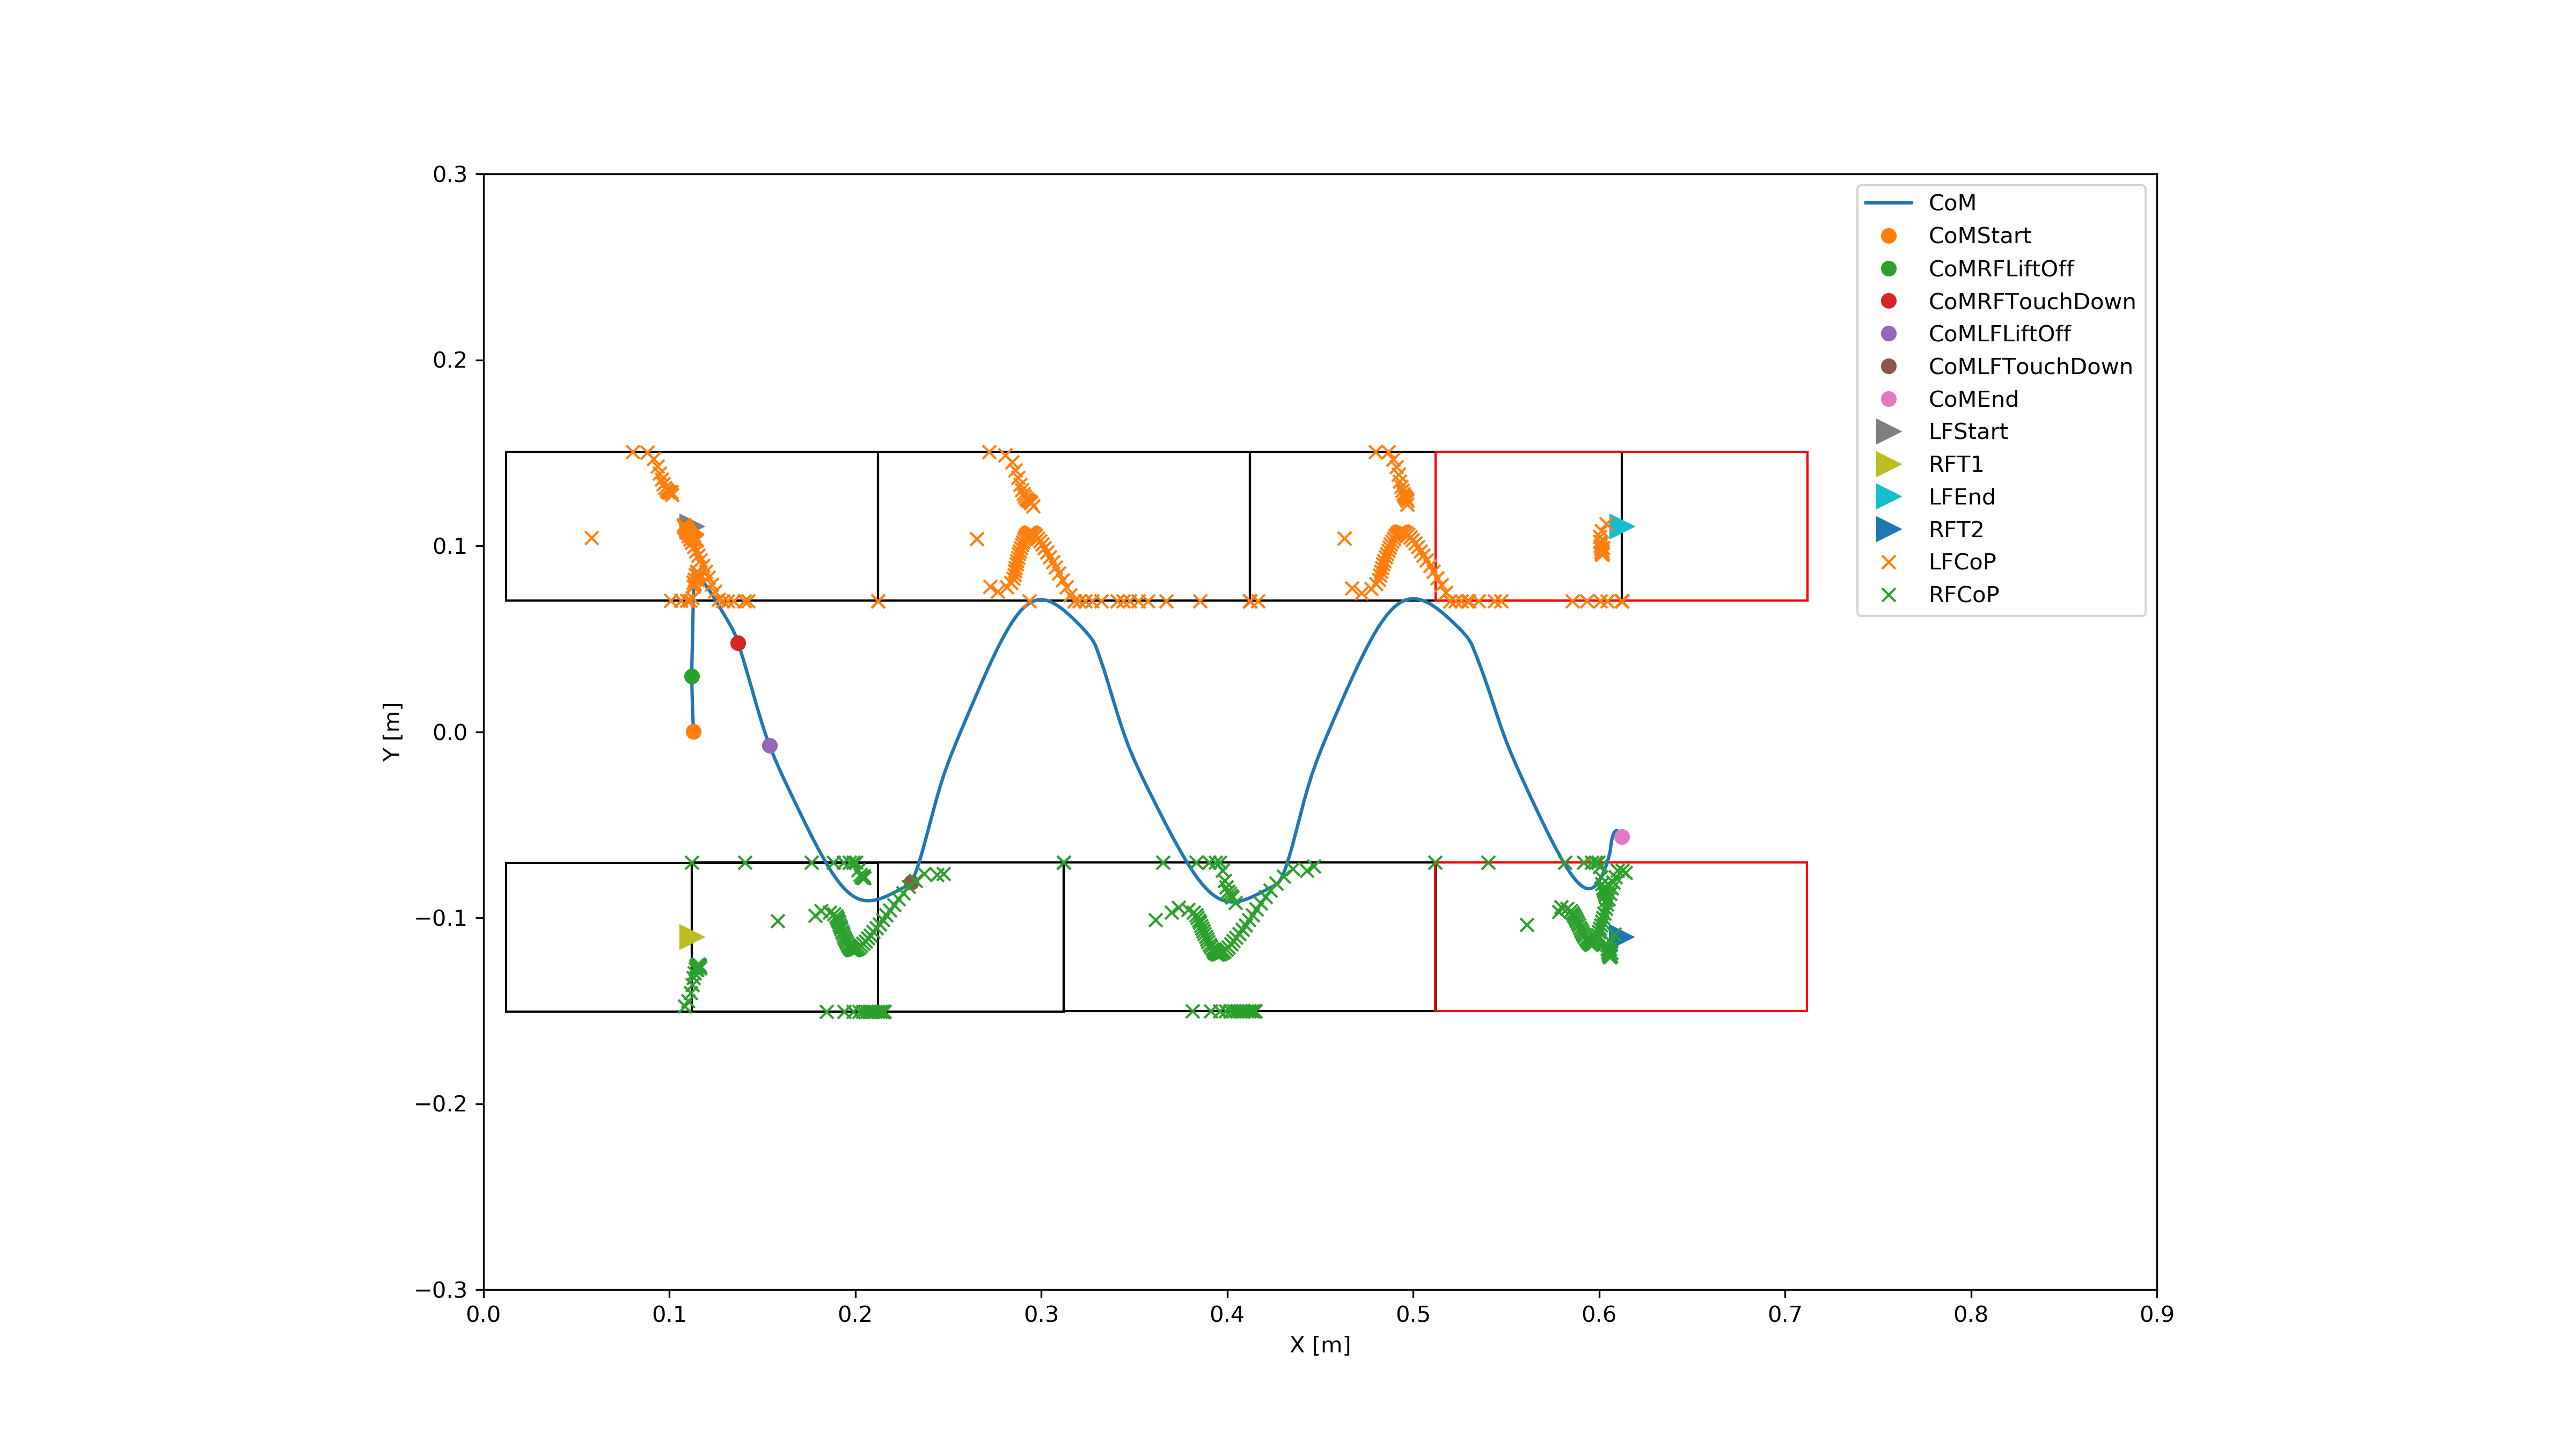 0.3
0.2
0.1
0.0
−0.1
−0.2
−0.3
Y [m]
0.0 0.1 0.2 0.3 0.4 0.5 0.6 0.7 0.8 0.9
X [m]
CoM
CoMStart
CoMRFLiftOff
CoMRFTouchDown
CoMLFLiftOff
CoMLFTouchDown
CoMEnd
LFStart
RFT1
LFEnd
RFT2
LFCoP
RFCoP